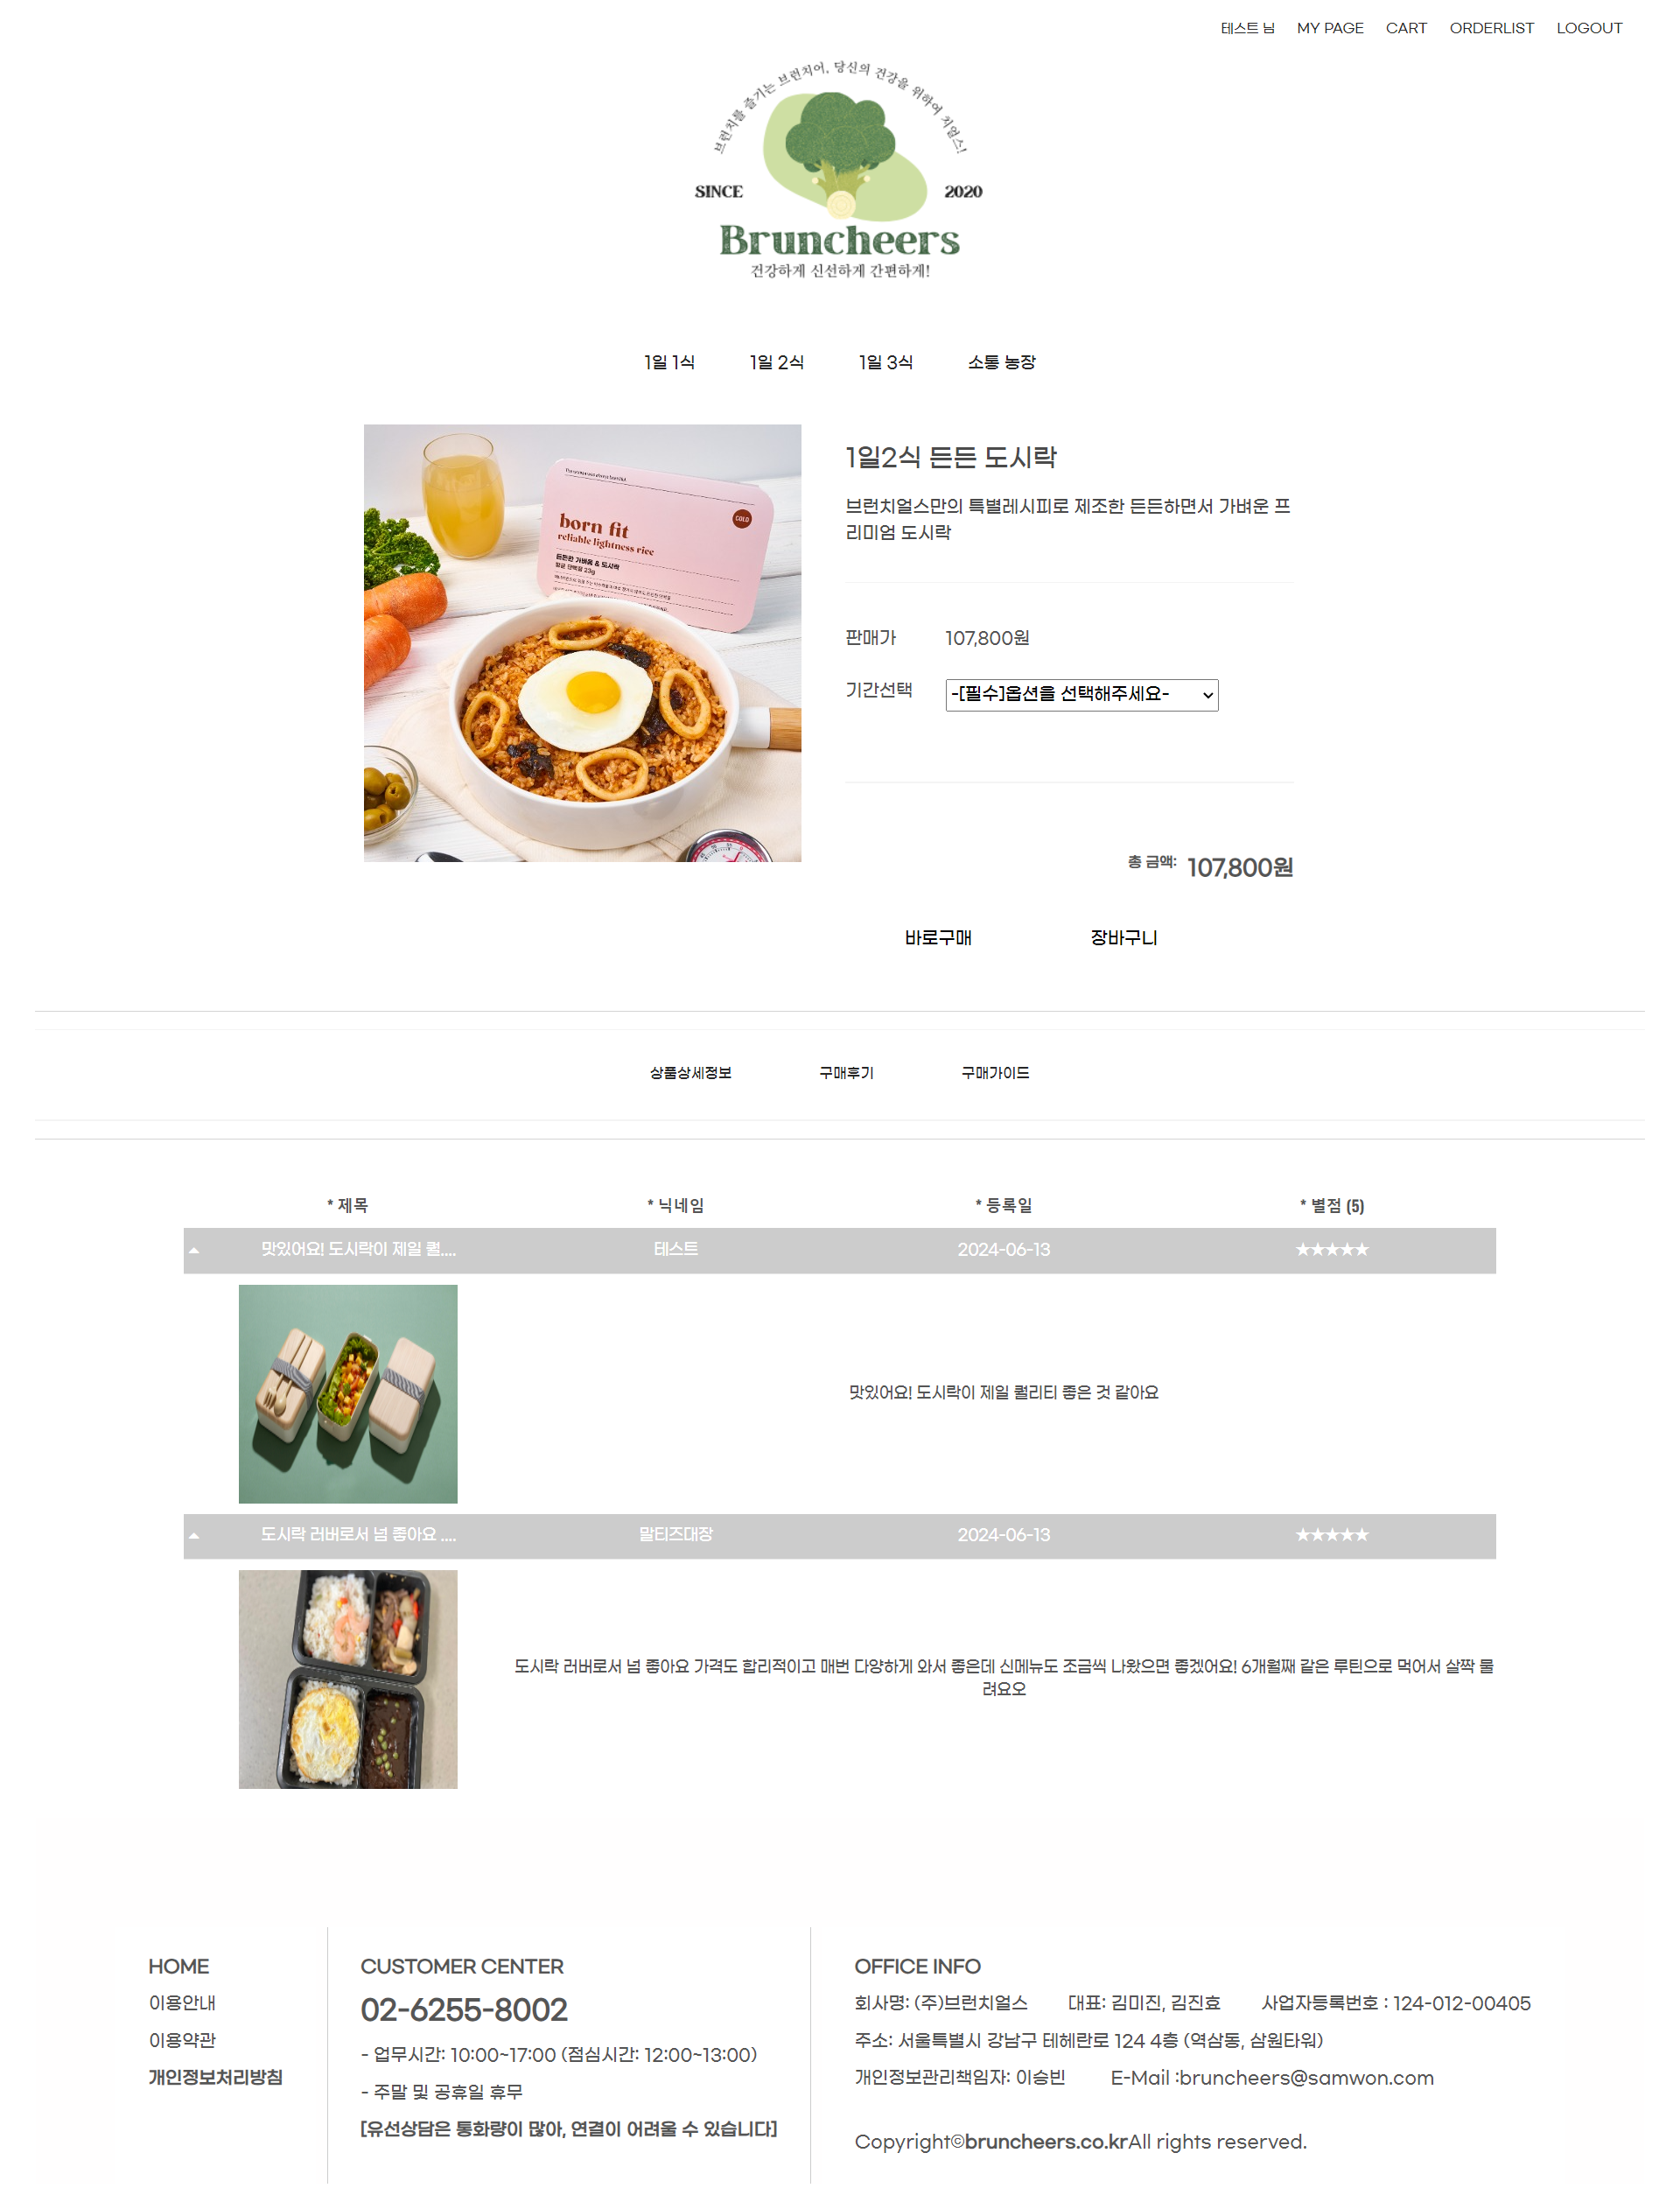 테스트 님 MY PAGE CART ORDERLIST LOGOUT
브런치를 즐기는 브런치어, 당신의 건강을 위하여 치얼스!
SINCE 2020
Bruncheers
건강하게 신선하게 간편하게!
1일 1식 1일 2식 1일 3식 소통 농장
born fit
reliable lightness rice
COLD
든든한 가벼움 & 도시락
평균 단백질 23g
1일2식 든든 도시락
브런치얼스만의 특별레시피로 제조한 든든하면서 가벼운 프
리미엄 도시락
판매가 107,800원
기간선택 -[필수]옵션을 선택해주세요-
총 금액: 107,800원
바로구매 장바구니
상품상세정보 구매후기 구매가이드
* 제목 * 닉네임 * 등록일 * 별점 (5)
맛있어요! 도시락이 제일 퀄.... 테스트 2024-06-13 ★★★★★
맛있어요! 도시락이 제일 퀄리티 좋은 것 같아요
도시락 러버로서 넘 좋아요 .... 말티즈대장 2024-06-13 ★★★★★
도시락 러버로서 넘 좋아요 가격도 합리적이고 매번 다양하게 와서 좋은데 신메뉴도 조금씩 나왔으면 좋겠어요! 6개월째 같은 루틴으로 먹어서 살짝 물
려요오
HOME
이용안내
이용약관
개인정보처리방침
CUSTOMER CENTER
02-6255-8002
- 업무시간: 10:00~17:00 (점심시간: 12:00~13:00)
- 주말 및 공휴일 휴무
[유선상담은 통화량이 많아, 연결이 어려울 수 있습니다]
OFFICE INFO
회사명: (주)브런치얼스 대표: 김미진, 김진효 사업자등록번호 : 124-012-00405
주소: 서울특별시 강남구 테헤란로 124 4층 (역삼동, 삼원타워)
개인정보관리책임자: 이승빈 E-Mail :bruncheers@samwon.com
Copyright©bruncheers.co.krAll rights reserved.